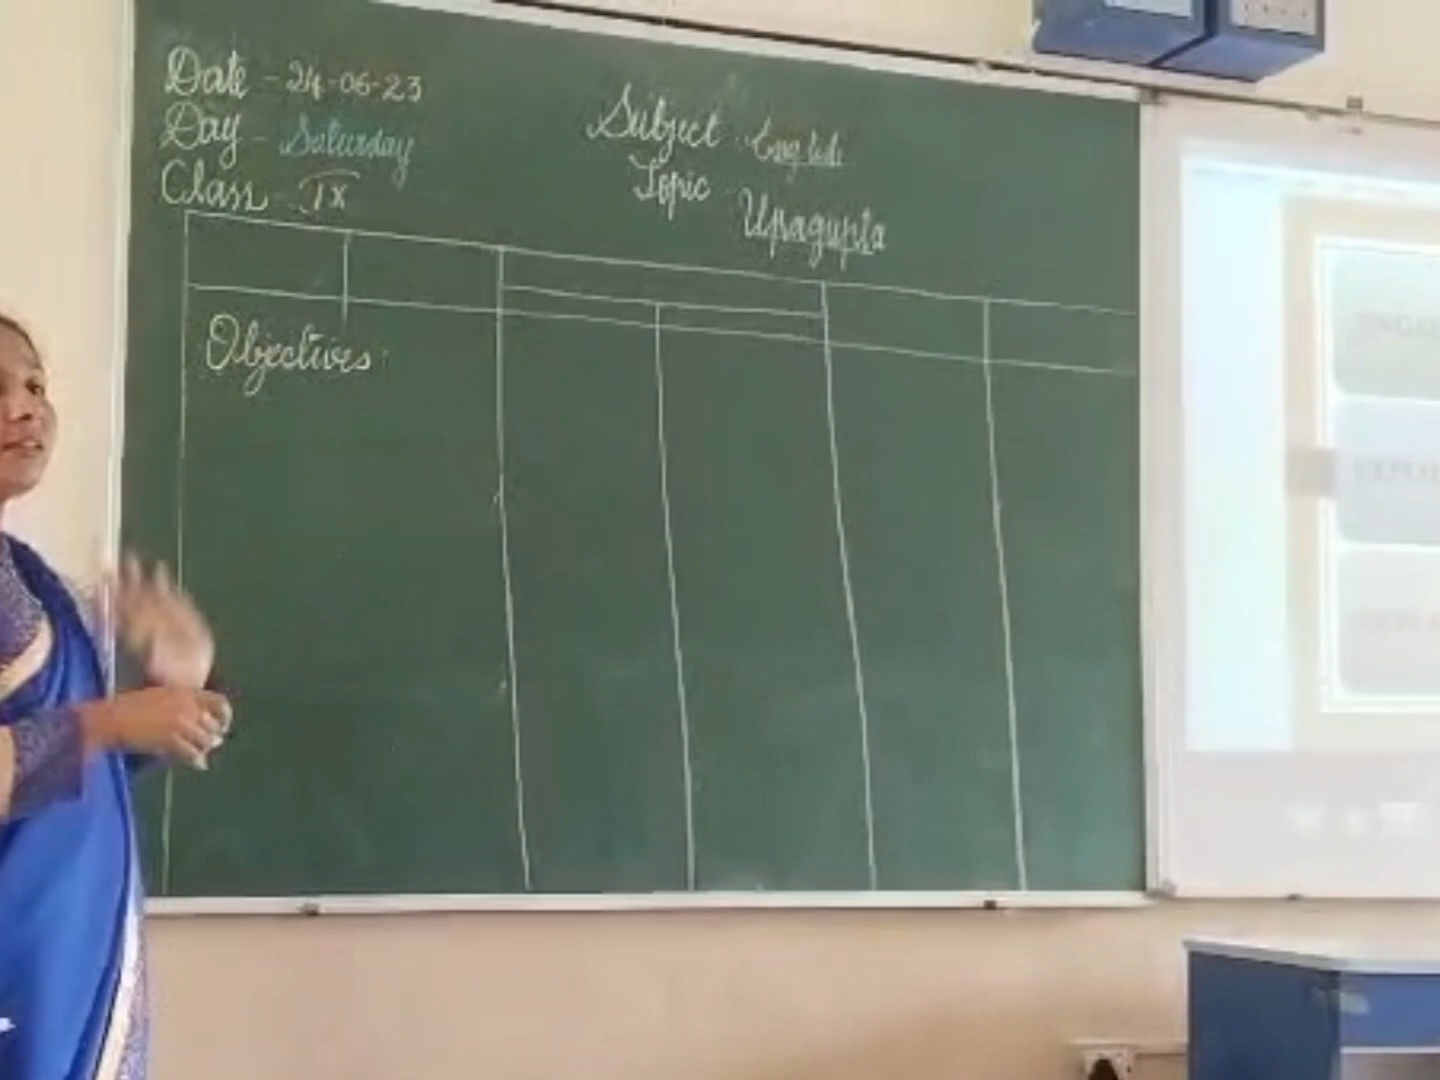 Date - 24-06-23
Day - Saturday
Class - IX
Subject - English
Topic - Upagupta
Objectives: